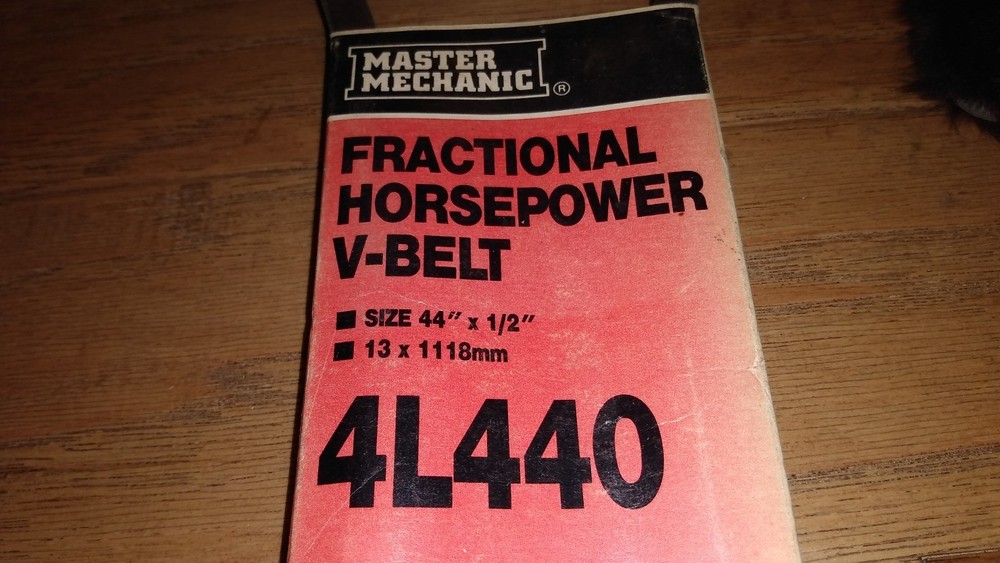 MASTER
MECHANIC ®
FRACTIONAL
HORSEPOWER
V-BELT
■ SIZE 44" x 1/2"
■ 13 x 1118mm
4L440